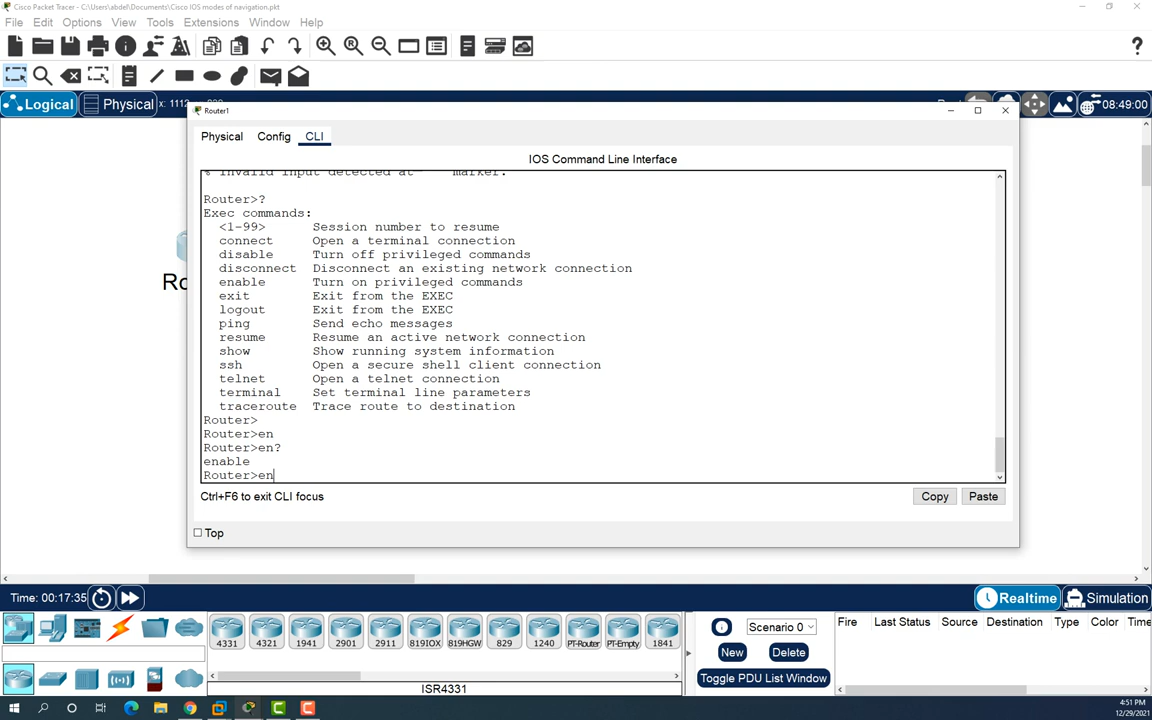 Cisco Packet Tracer - C:\Users\abdel\Documents\Cisco IOS modes of navigation.pkt
File Edit Options View Tools Extensions Window Help
?
Logical Physical x: 1112
08:49:00
Router1
Physical Config CLI
IOS Command Line Interface
% Invalid input detected at marker.
Router>?
Exec commands:
<1-99> Session number to resume
connect Open a terminal connection
disable Turn off privileged commands
disconnect Disconnect an existing network connection
enable Turn on privileged commands
exit Exit from the EXEC
logout Exit from the EXEC
ping Send echo messages
resume Resume an active network connection
show Show running system information
ssh Open a secure shell client connection
telnet Open a telnet connection
terminal Set terminal line parameters
traceroute Trace route to destination
Router>
Router>en
Router>en?
enable
Router>en
Ctrl+F6 to exit CLI focus
Copy Paste
Top
Time: 00:17:35
Realtime Simulation
4331 4321 1941 2901 2911 819IOX 819HGW 829 1240 PT-Router PT-Empty 1841
ISR4331
Scenario 0
New Delete
Toggle PDU List Window
Fire Last Status Source Destination Type Color Time
4:51 PM
12/29/2021